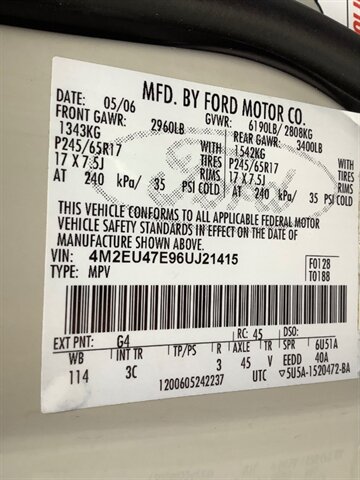 MFD. BY FORD MOTOR CO.
DATE: 05/06 GVWR: 6190LB/ 2808KG
FRONT GAWR: 2960LB REAR GAWR: 3400LB
1343KG WITH 1542KG WITH
P245/65R17 TIRES P245/65R17 TIRES
17 X 7.5J RIMS 17 X 7.5J RIMS
AT 240 kPa/ 35 PSI COLD AT 240 kPa/ 35 PSI COLD
THIS VEHICLE CONFORMS TO ALL APPLICABLE FEDERAL MOTOR
VEHICLE SAFETY STANDARDS IN EFFECT ON THE DATE OF
MANUFACTURE SHOWN ABOVE.
VIN: 4M2EU47E96UJ21415 F0128
TYPE: MPV T0188
EXT PNT: G4 RC: 45 DSO:
WB INT TR TP/PS R AXLE TR SPR 6U51A
114 3C 3 45 V EEDD 40A
1200605242237 UTC ▽5U5A-1520472-BA
Ford